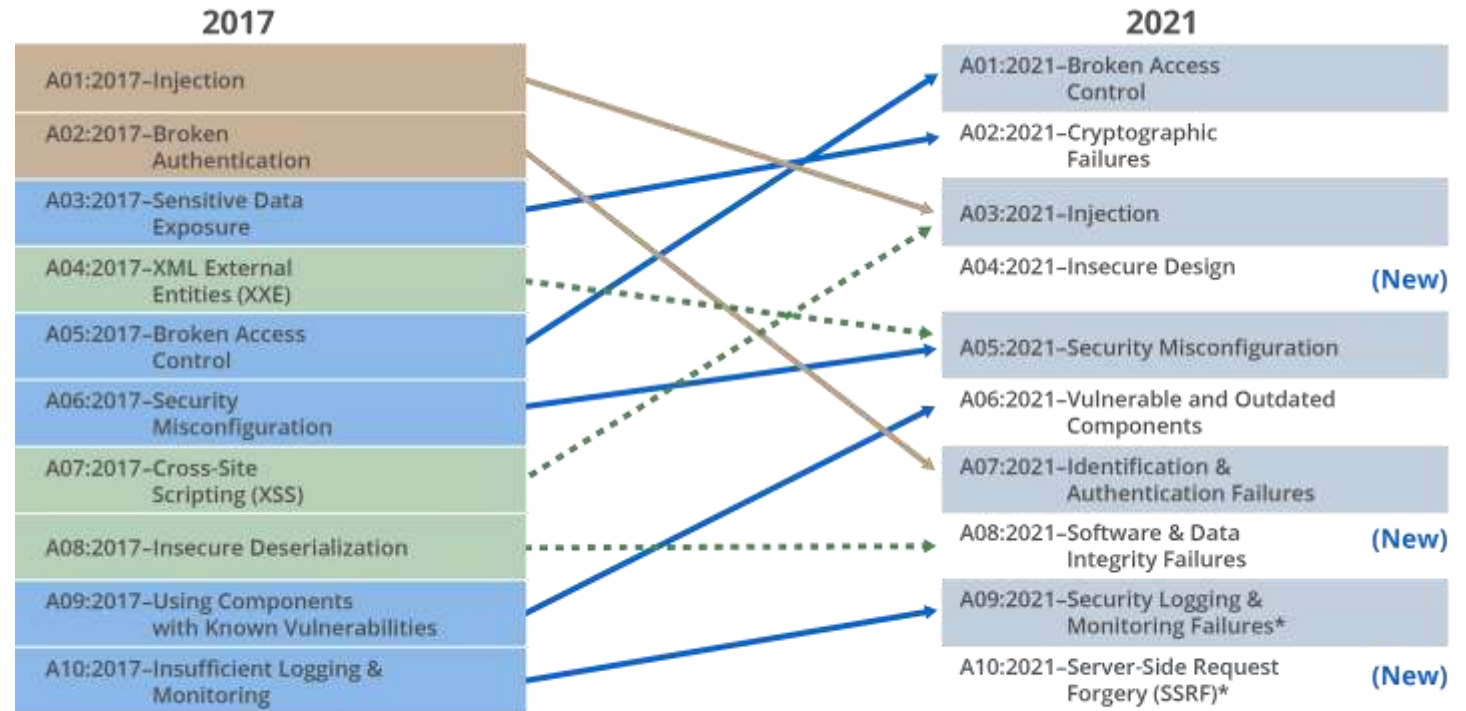 2017
A01:2017–Injection
A02:2017–Broken
Authentication
A03:2017–Sensitive Data
Exposure
A04:2017–XML External
Entities (XXE)
A05:2017–Broken Access
Control
A06:2017–Security
Misconfiguration
A07:2017–Cross-Site
Scripting (XSS)
A08:2017–Insecure Deserialization
A09:2017–Using Components
with Known Vulnerabilities
A10:2017–Insufficient Logging &
Monitoring
2021
A01:2021–Broken Access
Control
A02:2021–Cryptographic
Failures
A03:2021–Injection
A04:2021–Insecure Design
(New)
A05:2021–Security Misconfiguration
A06:2021–Vulnerable and Outdated
Components
A07:2021–Identification &
Authentication Failures
A08:2021–Software & Data
(New)
Integrity Failures
A09:2021–Security Logging &
Monitoring Failures*
A10:2021–Server-Side Request
(New)
Forgery (SSRF)*